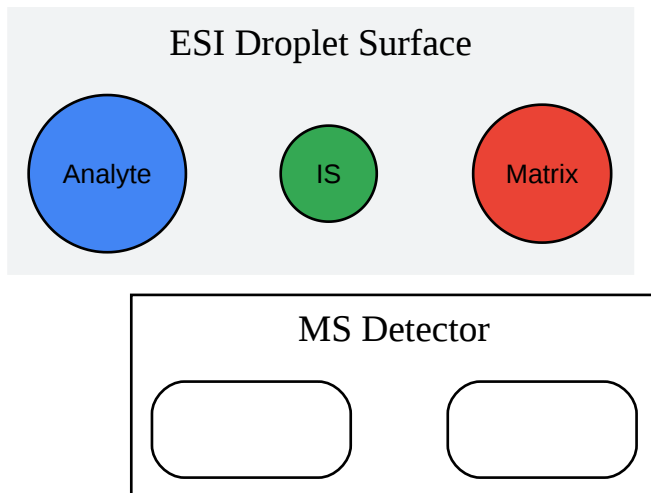 ESI Droplet Surface
Analyte
IS
Matrix
MS Detector